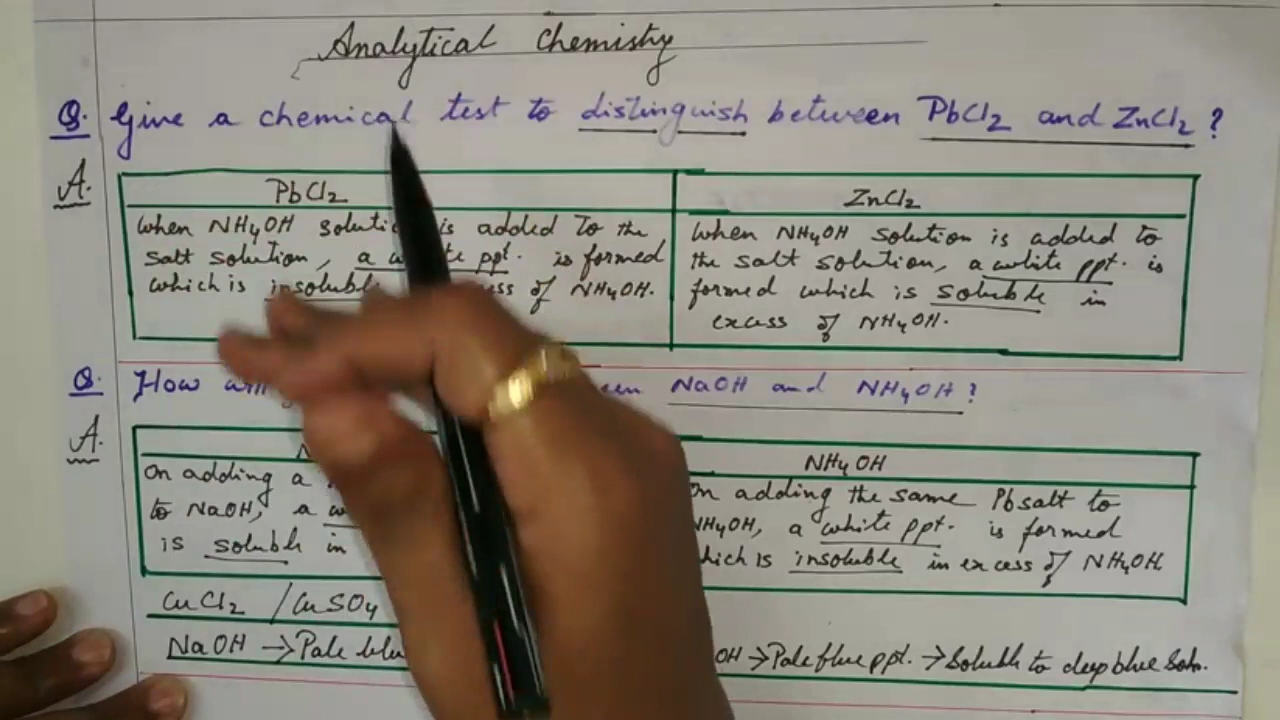 Analytical Chemistry
Q. Give a chemical test to distinguish between PbCl2 and ZnCl2?
A.
PbCl2
ZnCl2
When NH4OH is added to the
salt solution, a ppt. is formed
which is insoluble of NH4OH.
When NH4OH solution is added to
the salt solution, a white ppt. is
formed which is soluble in
excess of NH4OH.
Q. How NaOH and NH4OH?
A.
NH4OH
On adding a
to NaOH, a
is soluble in
On adding the same Pb salt to
NH4OH, a white ppt. is formed
which is insoluble in excess of NH4OH
CuCl2 / CuSO4
NaOH → Pale
OH → Pale blue ppt. → Soluble to deep blue Soln.